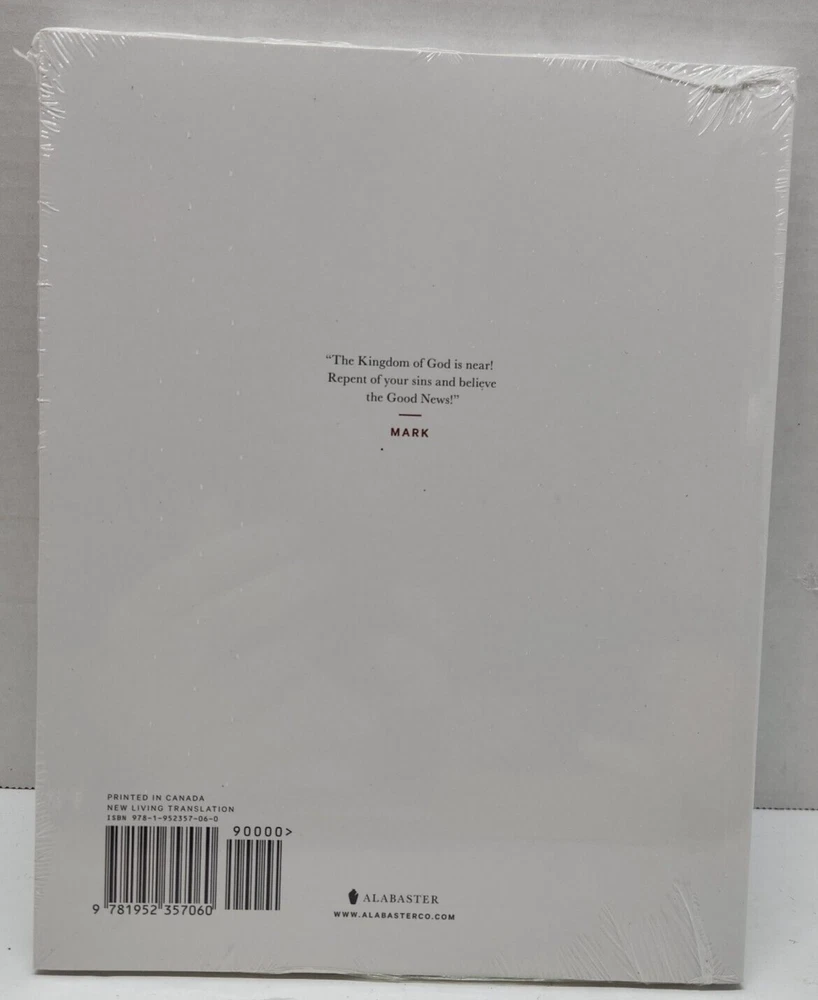 “The Kingdom of God is near!
Repent of your sins and believe
the Good News!”
MARK
PRINTED IN CANADA
NEW LIVING TRANSLATION
ISBN 978-1-952357-06-0
90000>
9 781952 357060
ALABASTER
WWW.ALABASTERCO.COM